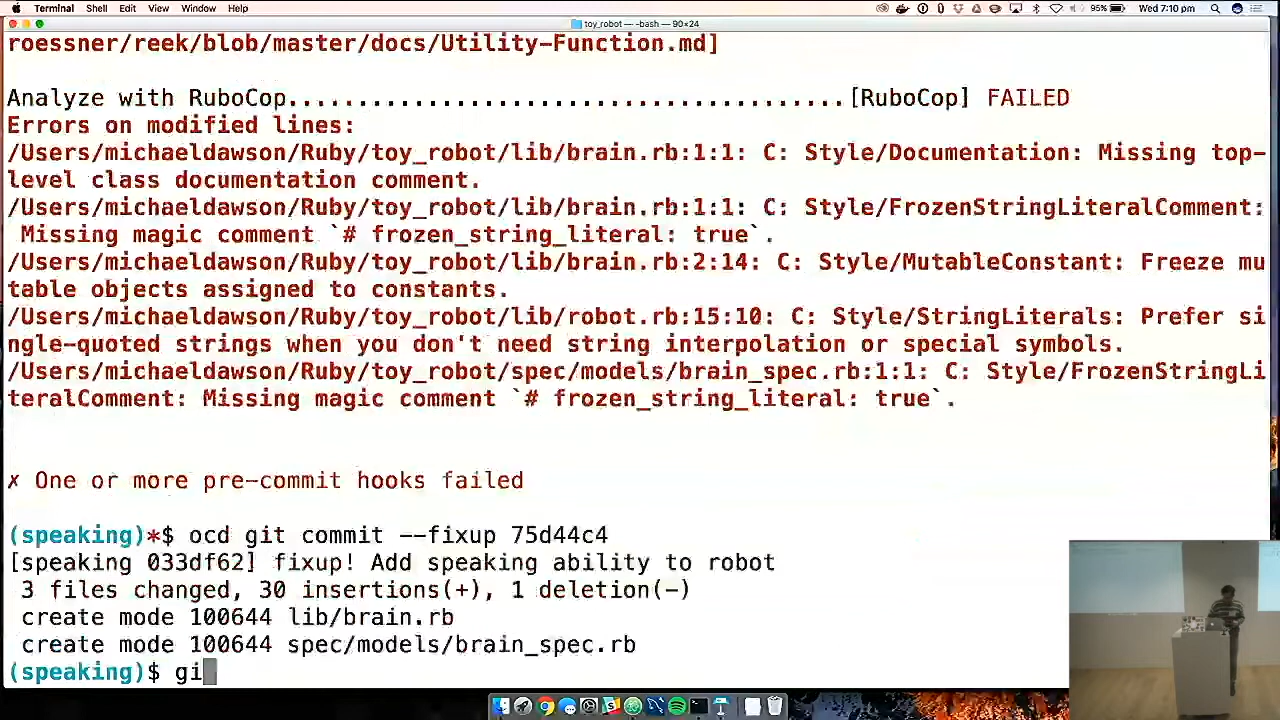 Terminal Shell Edit View Window Help 95% Wed 7:10 pm
toy_robot — -bash — 90×24
roessner/reek/blob/master/docs/Utility-Function.md]
Analyze with RuboCop........................................[RuboCop] FAILED
Errors on modified lines:
/Users/michaeldawson/Ruby/toy_robot/lib/brain.rb:1:1: C: Style/Documentation: Missing top-
level class documentation comment.
/Users/michaeldawson/Ruby/toy_robot/lib/brain.rb:1:1: C: Style/FrozenStringLiteralComment:
Missing magic comment `# frozen_string_literal: true`.
/Users/michaeldawson/Ruby/toy_robot/lib/brain.rb:2:14: C: Style/MutableConstant: Freeze mu
table objects assigned to constants.
/Users/michaeldawson/Ruby/toy_robot/lib/robot.rb:15:10: C: Style/StringLiterals: Prefer si
ngle-quoted strings when you don't need string interpolation or special symbols.
/Users/michaeldawson/Ruby/toy_robot/spec/models/brain_spec.rb:1:1: C: Style/FrozenStringLi
teralComment: Missing magic comment `# frozen_string_literal: true`.
✗ One or more pre-commit hooks failed
(speaking)*$ ocd git commit --fixup 75d44c4
[speaking 033df62] fixup! Add speaking ability to robot
3 files changed, 30 insertions(+), 1 deletion(-)
create mode 100644 lib/brain.rb
create mode 100644 spec/models/brain_spec.rb
(speaking)$ gi